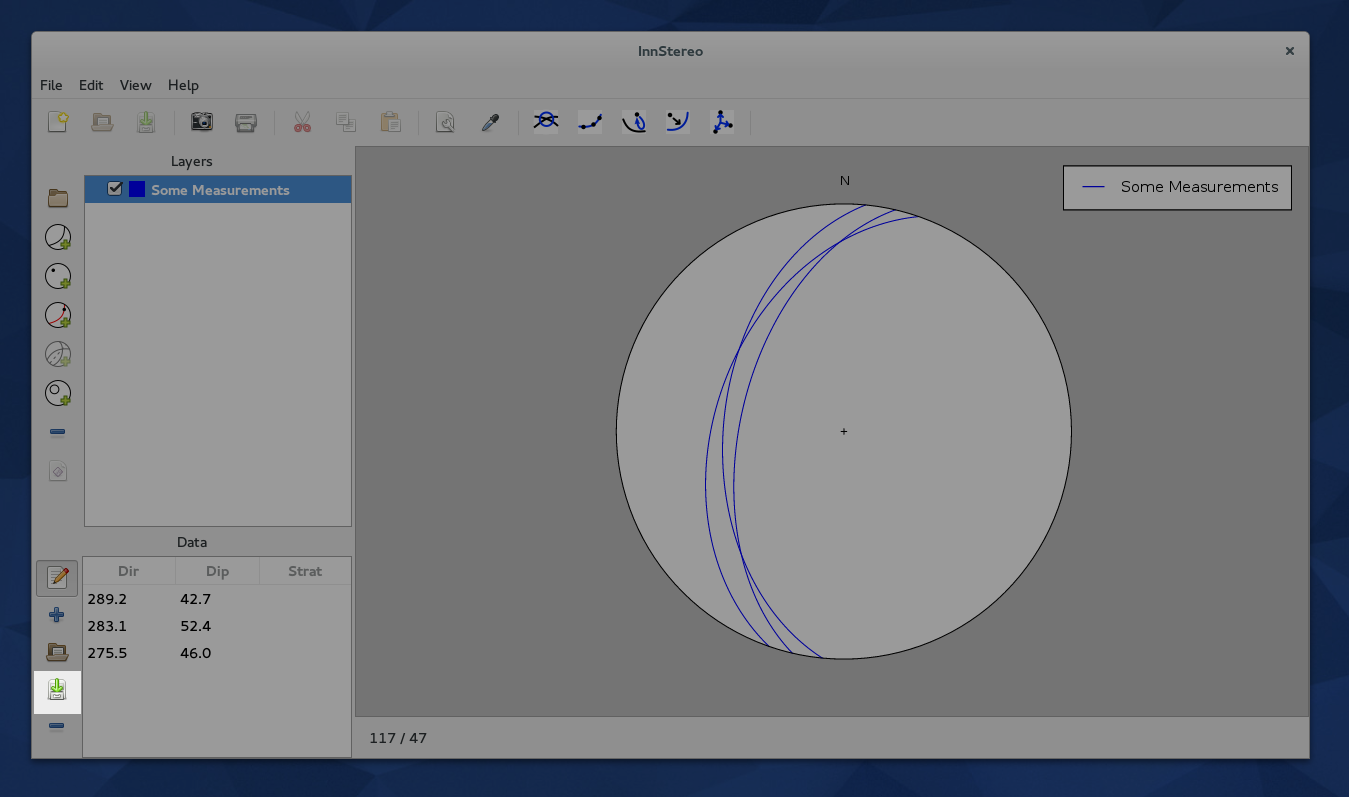 InnStereo
File Edit View Help
Layers
Some Measurements
N
Some Measurements
Data
Dir Dip Strat
289.2 42.7
283.1 52.4
275.5 46.0
117 / 47